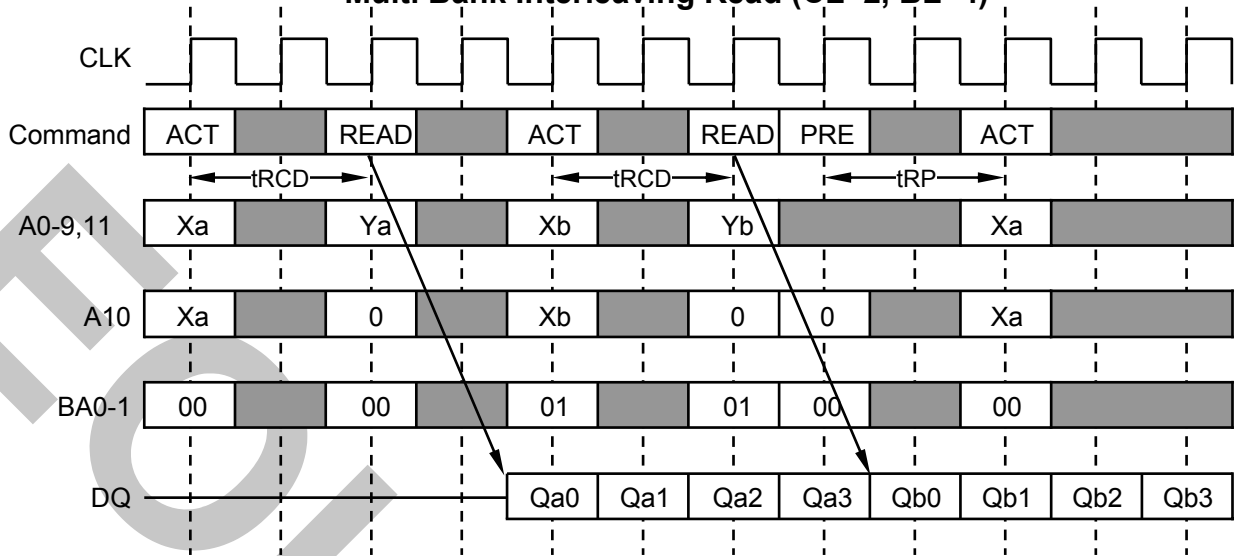 Multi Bank Interleaving Read (CL=2, BL=4)
CLK
Command ACT READ ACT READ PRE ACT
tRCD tRCD tRP
A0-9,11 Xa Ya Xb Yb Xa
A10 Xa 0 Xb 0 0 Xa
BA0-1 00 00 01 01 00 00
DQ Qa0 Qa1 Qa2 Qa3 Qb0 Qb1 Qb2 Qb3